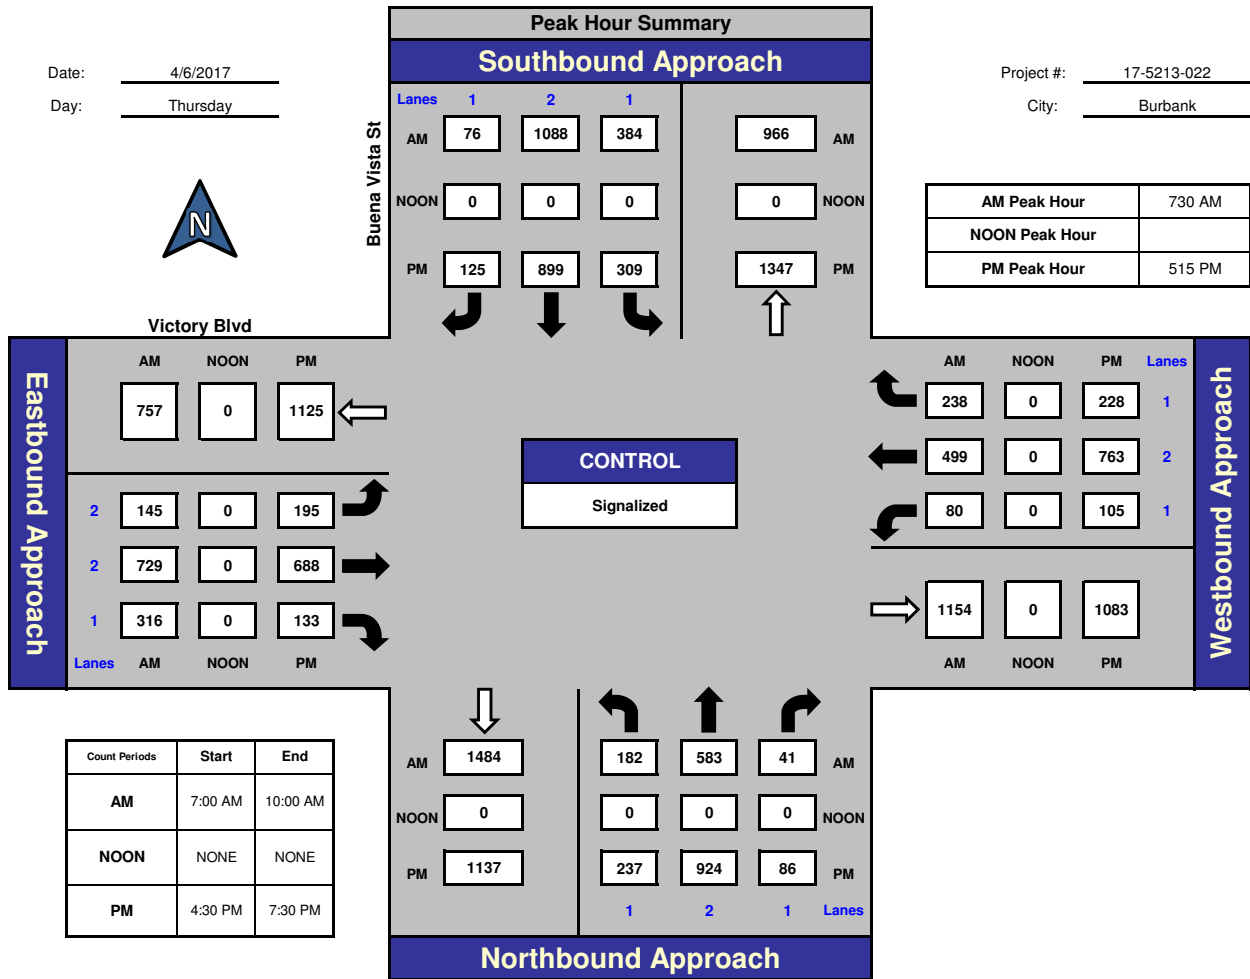 Peak Hour Summary
Southbound Approach
Date: 4/6/2017
Day: Thursday
Project #: 17-5213-022
City: Burbank
Buena Vista St
Lanes 1 2 1
AM 76 1088 384 966 AM
NOON 0 0 0 0 NOON
PM 125 899 309 1347 PM
N
AM Peak Hour 730 AM
NOON Peak Hour
PM Peak Hour 515 PM
Victory Blvd
Eastbound Approach
AM NOON PM
757 0 1125
2 145 0 195
2 729 0 688
1 316 0 133
Lanes AM NOON PM
CONTROL
Signalized
AM NOON PM Lanes
238 0 228 1
499 0 763 2
80 0 105 1
1154 0 1083
AM NOON PM
Westbound Approach
Count Periods Start End
AM 7:00 AM 10:00 AM
NOON NONE NONE
PM 4:30 PM 7:30 PM
AM 1484 182 583 41 AM
NOON 0 0 0 0 NOON
PM 1137 237 924 86 PM
1 2 1 Lanes
Northbound Approach